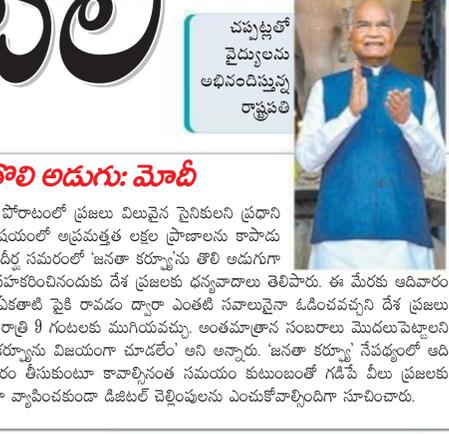 చప్పట్లతో
వైద్యులను
అభినందిస్తున్న
రాష్ట్రపతి
తొలి అడుగు: మోదీ
పోరాటంలో ప్రజలు విలువైన సైనికులని ప్రధాని
షయంలో అప్రమత్తత లక్షల ప్రాణాలను కాపాడు
దీర్ఘ సమరంలో ‘జనతా కర్ఫ్యూ’ను తొలి అడుగుగా
హకరించినందుకు దేశ ప్రజలకు ధన్యవాదాలు తెలిపారు. ఈ మేరకు ఆదివారం
ఏకతాటి పైకి రావడం ద్వారా ఎంతటి సవాలునైనా ఓడించవచ్చని దేశ ప్రజలు
రాత్రి 9 గంటలకు ముగియవచ్చు. అంతమాత్రాన సంబరాలు మొదలుపెట్టాలని
కర్ఫ్యూను విజయంగా చూడలేం’ అని అన్నారు. ‘జనతా కర్ఫ్యూ’ నేపథ్యంలో ఆది
రం తీసుకుంటూ కావాల్సినంత సమయం కుటుంబంతో గడిపే వీలు ప్రజలకు
వ్యాపించకుండా డిజిటల్ చెల్లింపులను ఎంచుకోవాల్సిందిగా సూచించారు.